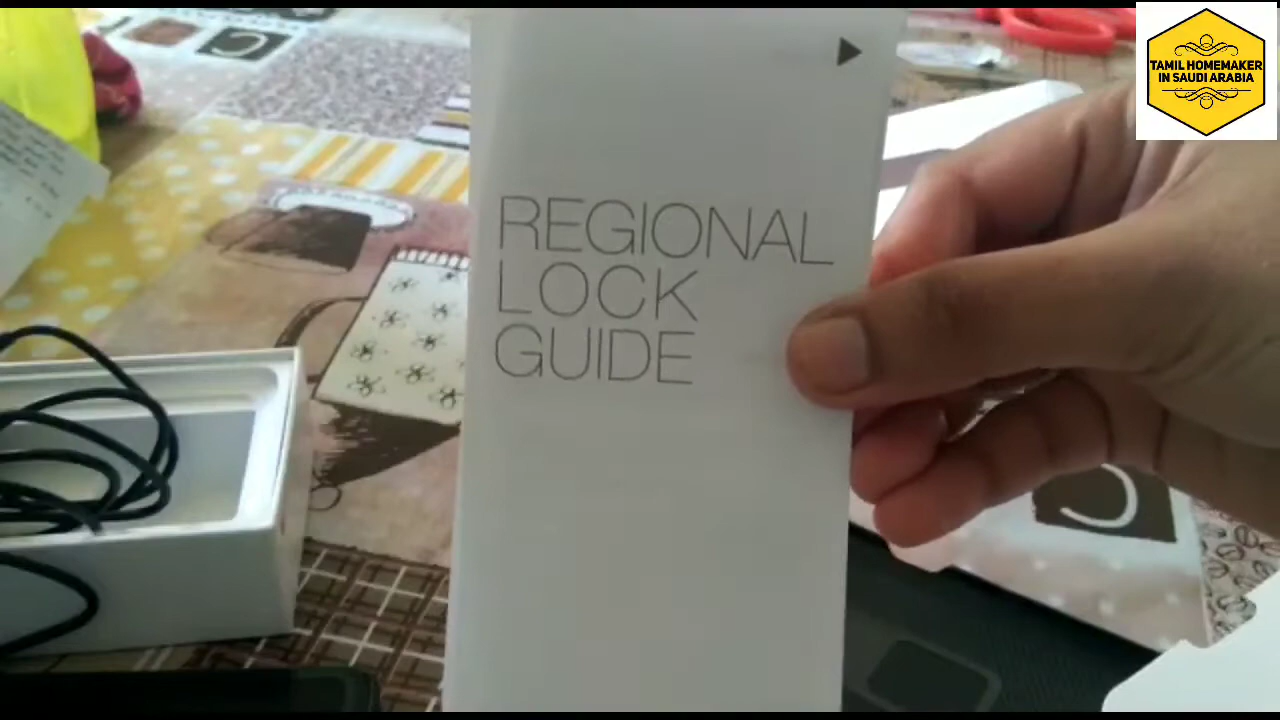 TAMIL HOMEMAKER
IN SAUDI ARABIA
REGIONAL
LOCK
GUIDE